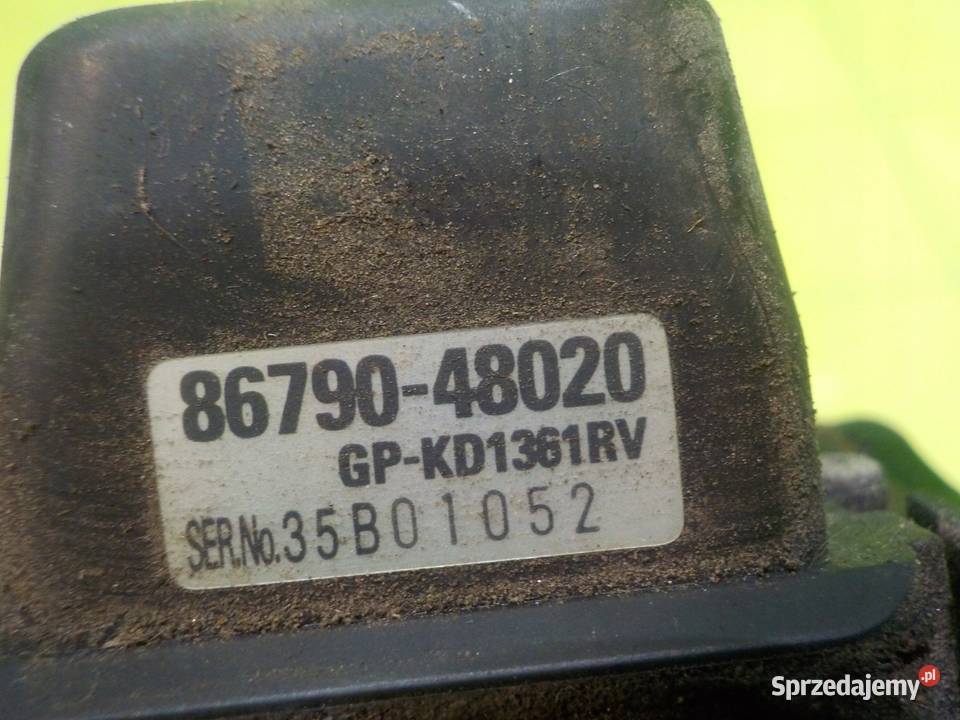 86790-48020
GP-KD1361RV
SER.No.35B01052
Sprzedajemy.pl